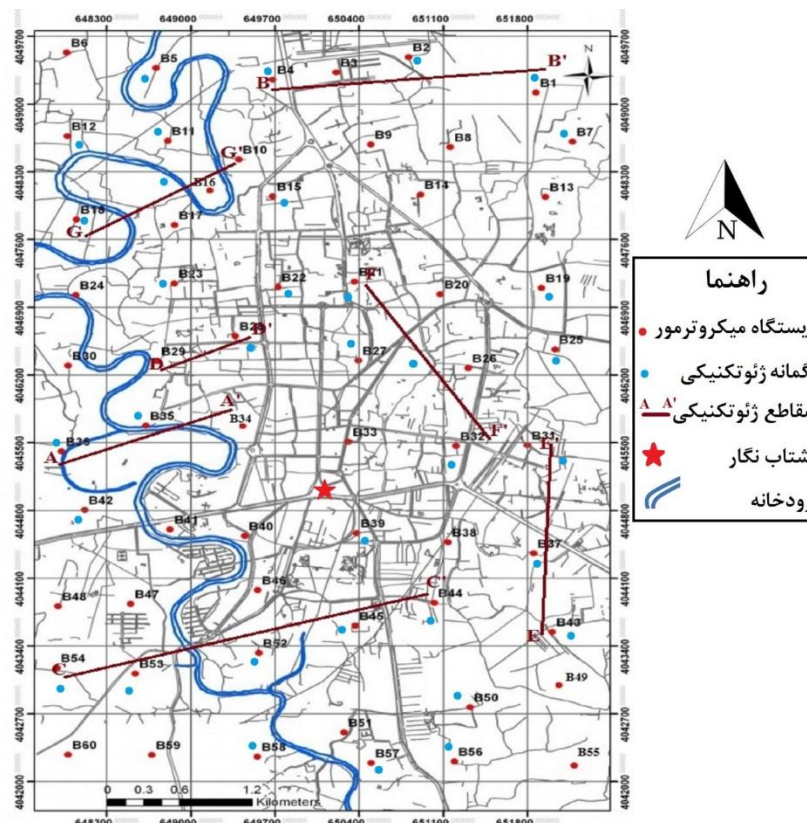 648300 649000 649700 650400 651100 651800
4049700
4049000
4048300
4047600
4046900
4046200
4045500
4044800
4044100
4043400
4042700
4042000
B6 B5 B4 B3 B2 B' N
B B1
B12 B11 B10 B9 B8 B7
G'
B16 B15 B14 B13
B18 B17
G
B24 B23 B22 B21 B20 B19
F
B30 B29 B28 D' B27 B26 B25
D
A' B34
B36 B35 B33 B32 F' B31 E'
A
B42 B41 B40 B39 B38 B37
B48 B47 B46 C' B44
B45 B43 E
B54 C B53 B52 B49
B50
B60 B59 B58 B51 B57 B56 B55
0 0.3 0.6 1.2
Kilometers
648300 649000 649700 650400 651100 651800
N
راهنما
یستگاه میکروترمور
گمانه ژئوتکنیکی
مقاطع ژئوتکنیکی A A'
شتاب نگار
رودخانه